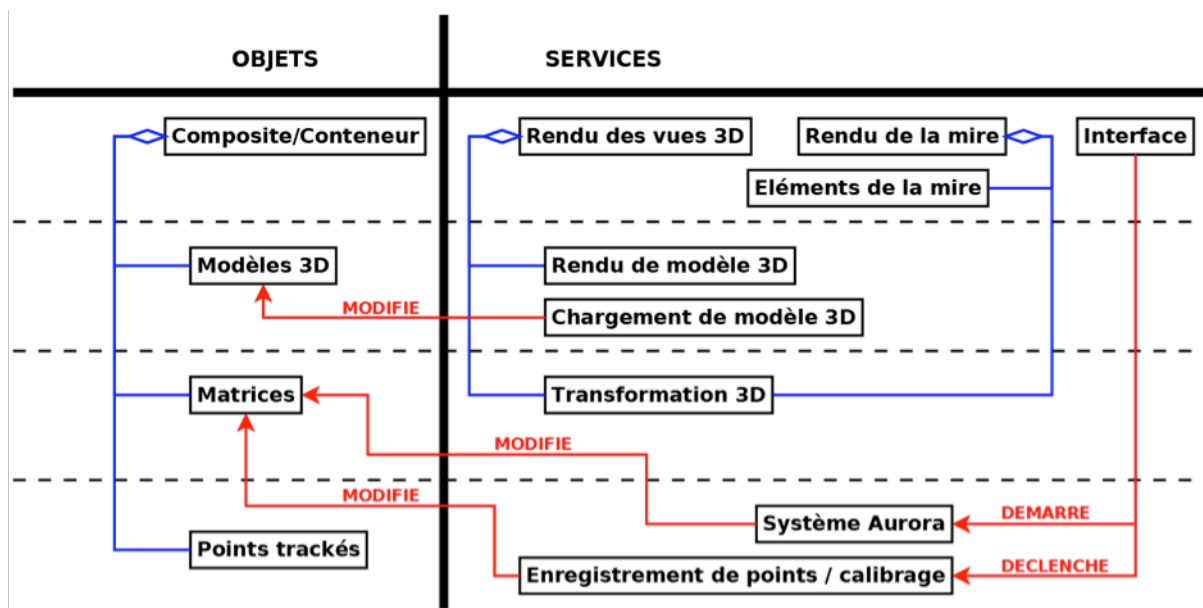 OBJETS
SERVICES
Composite/Conteneur
Rendu des vues 3D
Rendu de la mire
Interface
Eléments de la mire
Modèles 3D
Rendu de modèle 3D
MODIFIE
Chargement de modèle 3D
Matrices
Transformation 3D
MODIFIE
MODIFIE
Système Aurora
DEMARRE
Points trackés
Enregistrement de points / calibrage
DECLENCHE